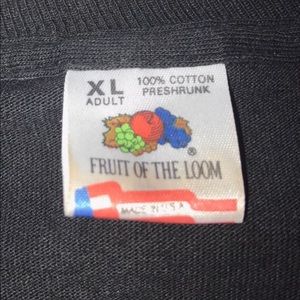 XL
ADULT
100% COTTON
PRESHRUNK
®
FRUIT OF THE LOOM
MADE IN U.S.A.